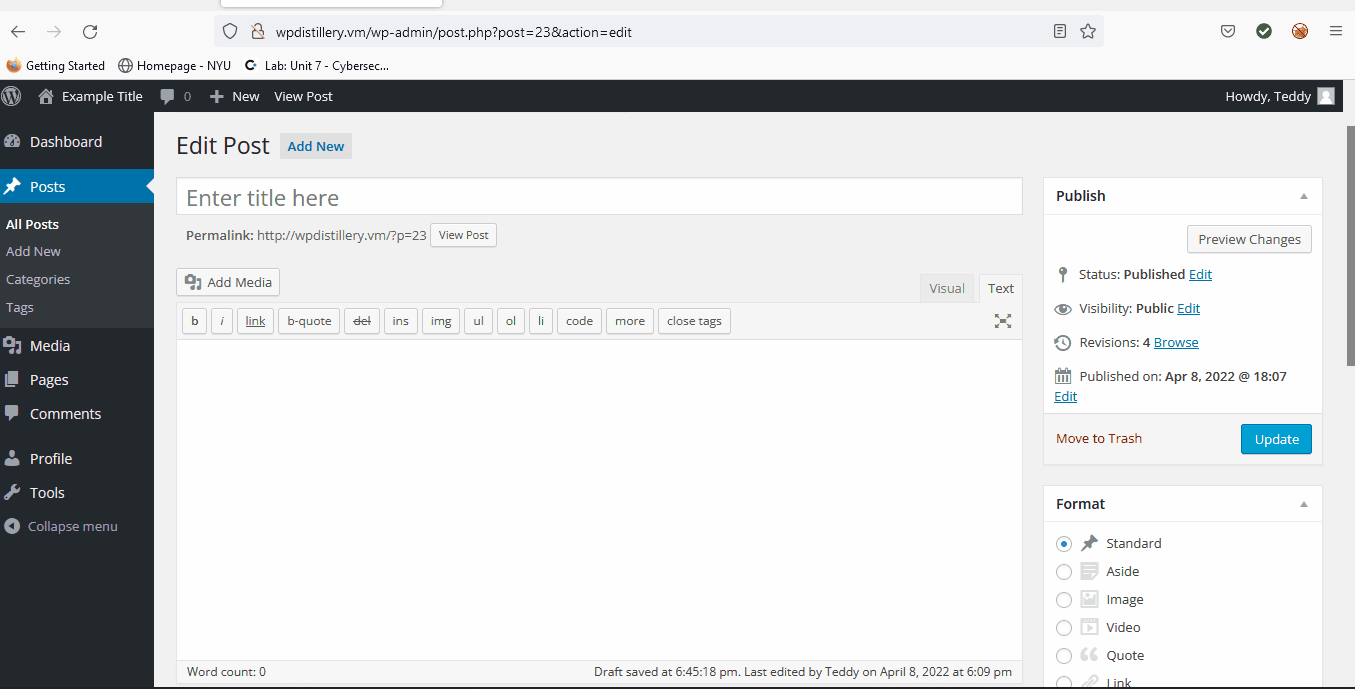 wpdistillery.vm/wp-admin/post.php?post=23&action=edit
Getting Started Homepage - NYU Lab: Unit 7 - Cybersec...
Example Title 0 New View Post Howdy, Teddy
Dashboard
Posts
All Posts
Add New
Categories
Tags
Media
Pages
Comments
Profile
Tools
Collapse menu
Edit Post Add New
Enter title here
Permalink: http://wpdistillery.vm/?p=23 View Post
Add Media
Visual Text
b i link b-quote del ins img ul ol li code more close tags
Word count: 0
Draft saved at 6:45:18 pm. Last edited by Teddy on April 8, 2022 at 6:09 pm
Publish
Preview Changes
Status: Published Edit
Visibility: Public Edit
Revisions: 4 Browse
Published on: Apr 8, 2022 @ 18:07
Edit
Move to Trash Update
Format
Standard
Aside
Image
Video
Quote
Link